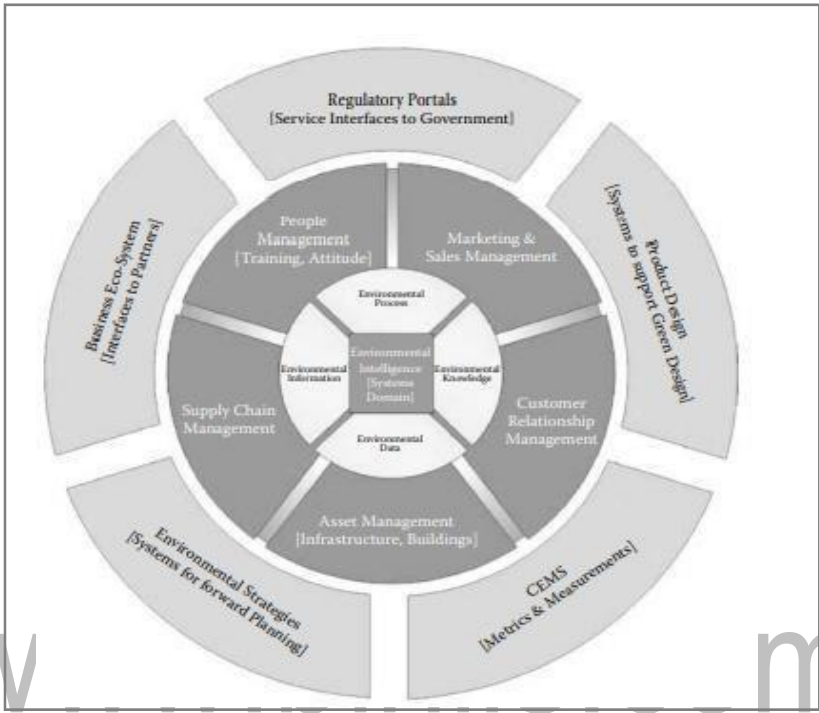 Regulatory Portals
[Service Interfaces to Government]
Product Design
[Systems to support Green Design]
CEMS
[Metrics & Measurements]
Environmental Strategies
[Systems for forward Planning]
Business Eco-System
[Interfaces to Partners]
People
Management
[Training, Attitude]
Marketing &
Sales Management
Customer
Relationship
Management
Asset Management
[Infrastructure, Buildings]
Supply Chain
Management
Environmental
Process
Environmental
Knowledge
Environmental
Data
Environmental
Information
Environmental
Intelligence
[Systems
Domain]